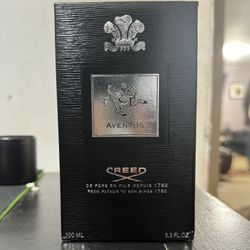 AVENTUS
CREED
DE PÈRE EN FILS DEPUIS 1760
FROM FATHER TO SON SINCE 1760
100 ML
3.3 FL.OZ